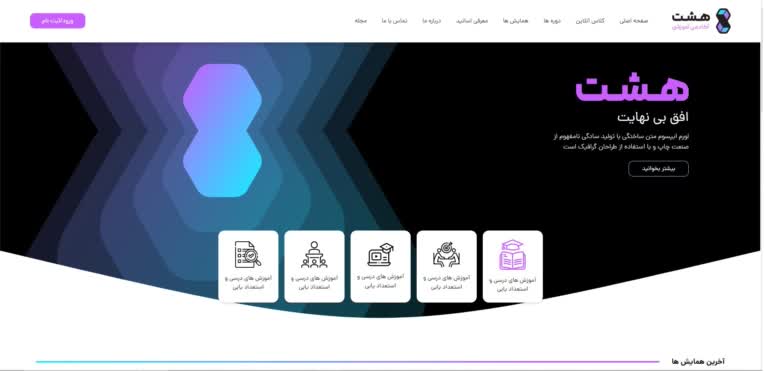 هشت
آکادمی آموزشی
صفحه اصلی
کلاس آنلاین
دوره ها
همایش ها
معرفی اساتید
درباره ما
تماس با ما
مجله
ورود/ثبت نام
هشت
افق بی نهایت
لورم ایپسوم متن ساختگی با تولید سادگی نامفهوم از
صنعت چاپ و با استفاده از طراحان گرافیک است
بیشتر بخوانید
آموزش های درسی و
استعداد یابی
آموزش های درسی و
استعداد یابی
آموزش های درسی و
استعداد یابی
آموزش های درسی و
استعداد یابی
آموزش های درسی و
استعداد یابی
آخرین همایش ها